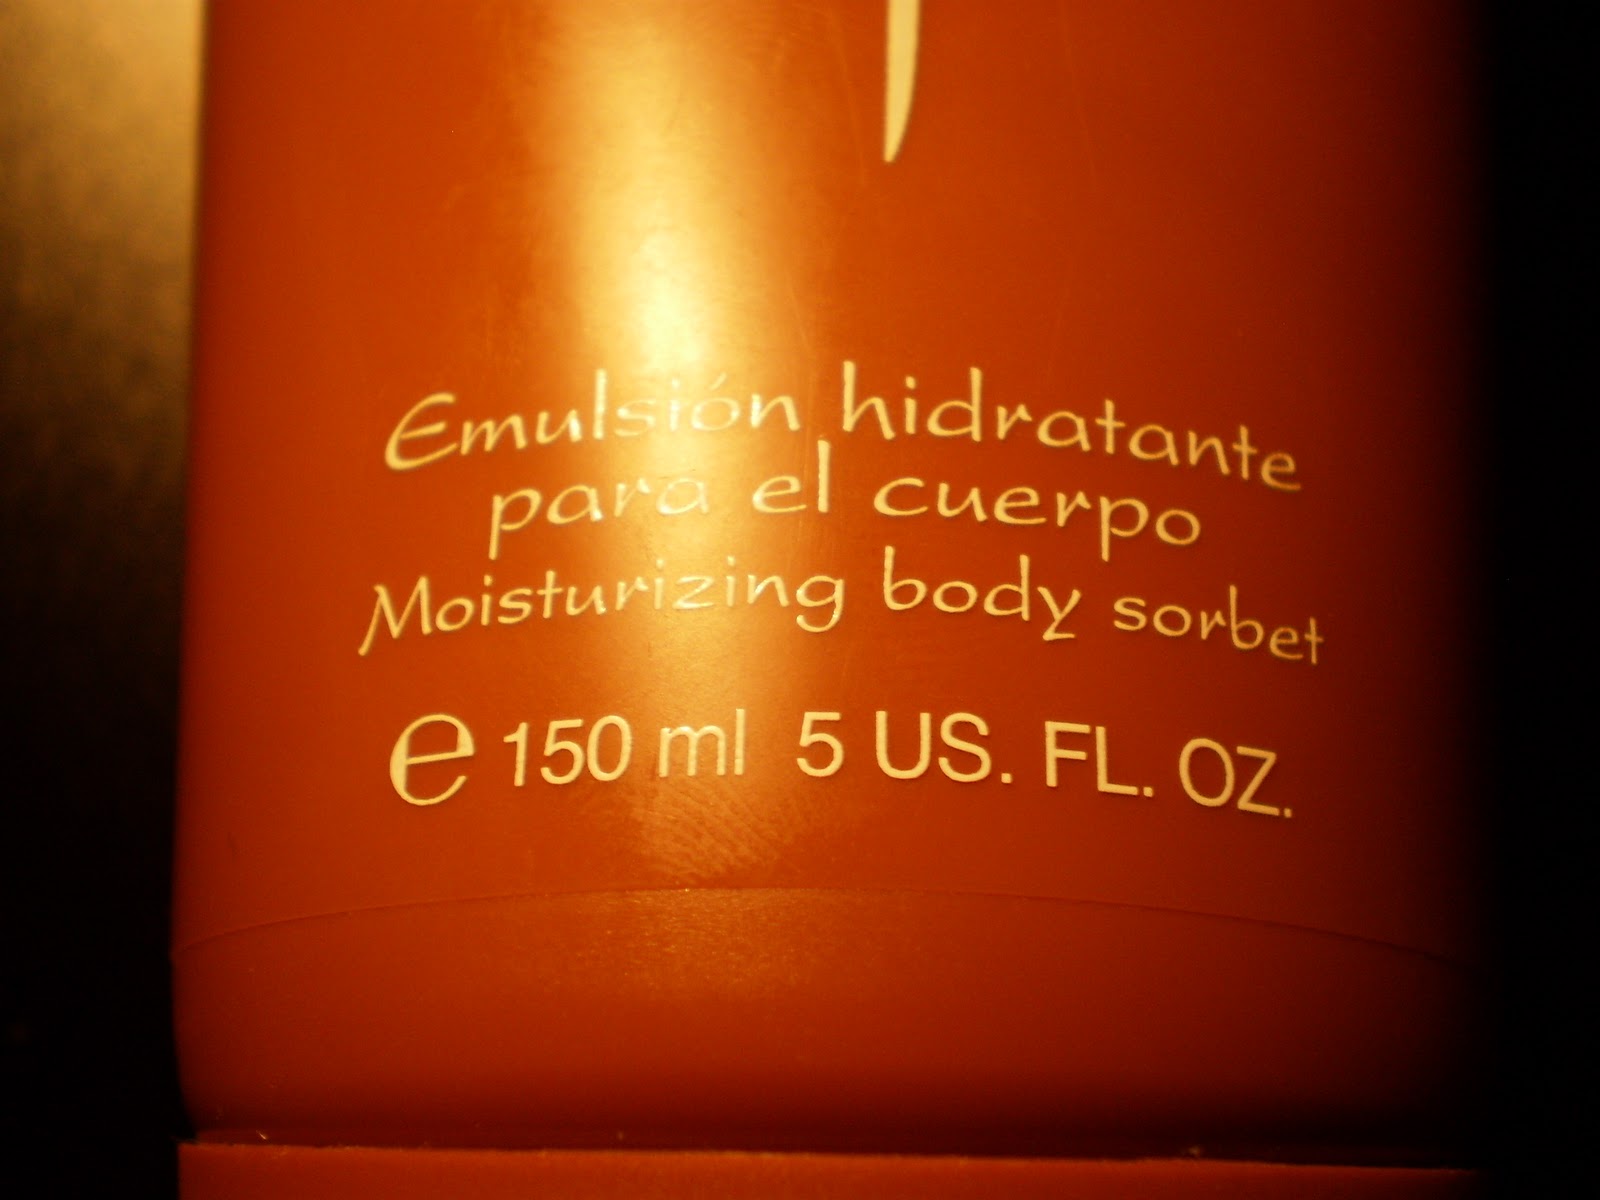 Emulsión hidratante
para el cuerpo
Moisturizing body sorbet
℮ 150 ml 5 US. FL. OZ.